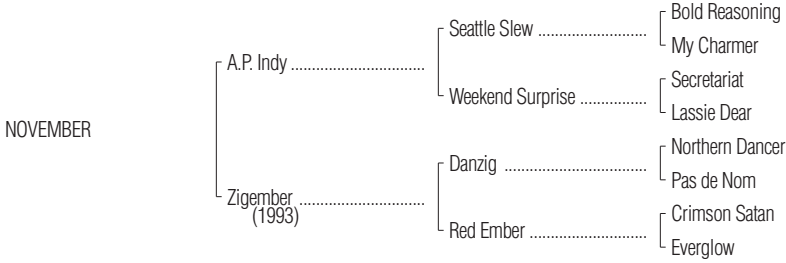 Bold Reasoning
Seattle Slew ..........................
My Charmer
A.P. Indy ................................
Secretariat
Weekend Surprise ................
Lassie Dear
NOVEMBER
Northern Dancer
Danzig ..................................
Pas de Nom
Zigember ..............................
(1993)
Crimson Satan
Red Ember ............................
Everglow